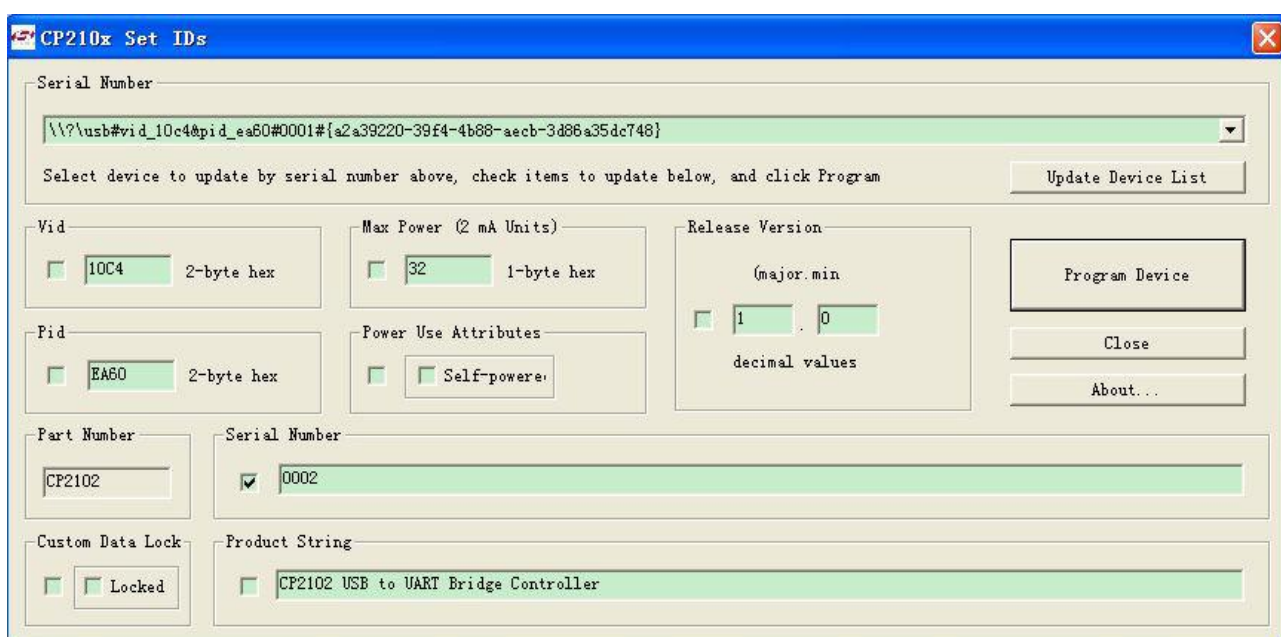 CP210x Set IDs
Serial Number
\\?\usb#vid_10c4&pid_ea60#0001#{a2a39220-39f4-4b88-aecb-3d86a35dc748}
Select device to update by serial number above, check items to update below, and click Program
Update Device List
Vid
10C4
2-byte hex
Max Power (2 mA Units)
32
1-byte hex
Release Version
(major.min
1 . 0
decimal values
Program Device
Pid
EA60
2-byte hex
Power Use Attributes
Self-powere
Close
About...
Part Number
CP2102
Serial Number
0002
Custom Data Lock
Locked
Product String
CP2102 USB to UART Bridge Controller